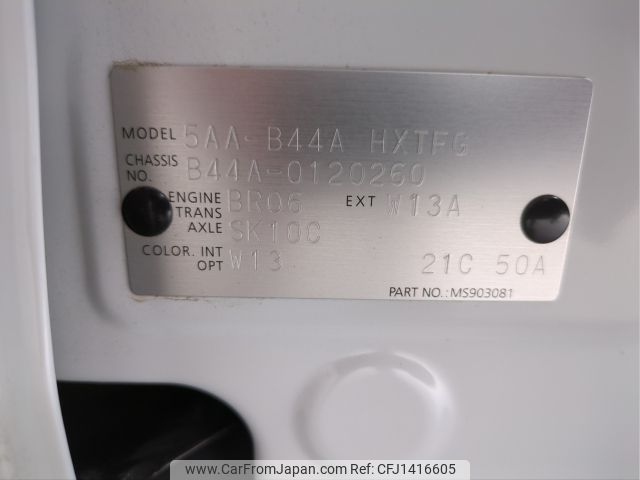 MODEL 5AA-B44A HXTFG
CHASSIS NO. B44A-0120260
ENGINE BR06 EXT W13A
TRANS AXLE SK10C
COLOR. INT W13
OPT 21C 50A
PART NO.: MS903081
www.CarFromJapan.com - CFJ1416605